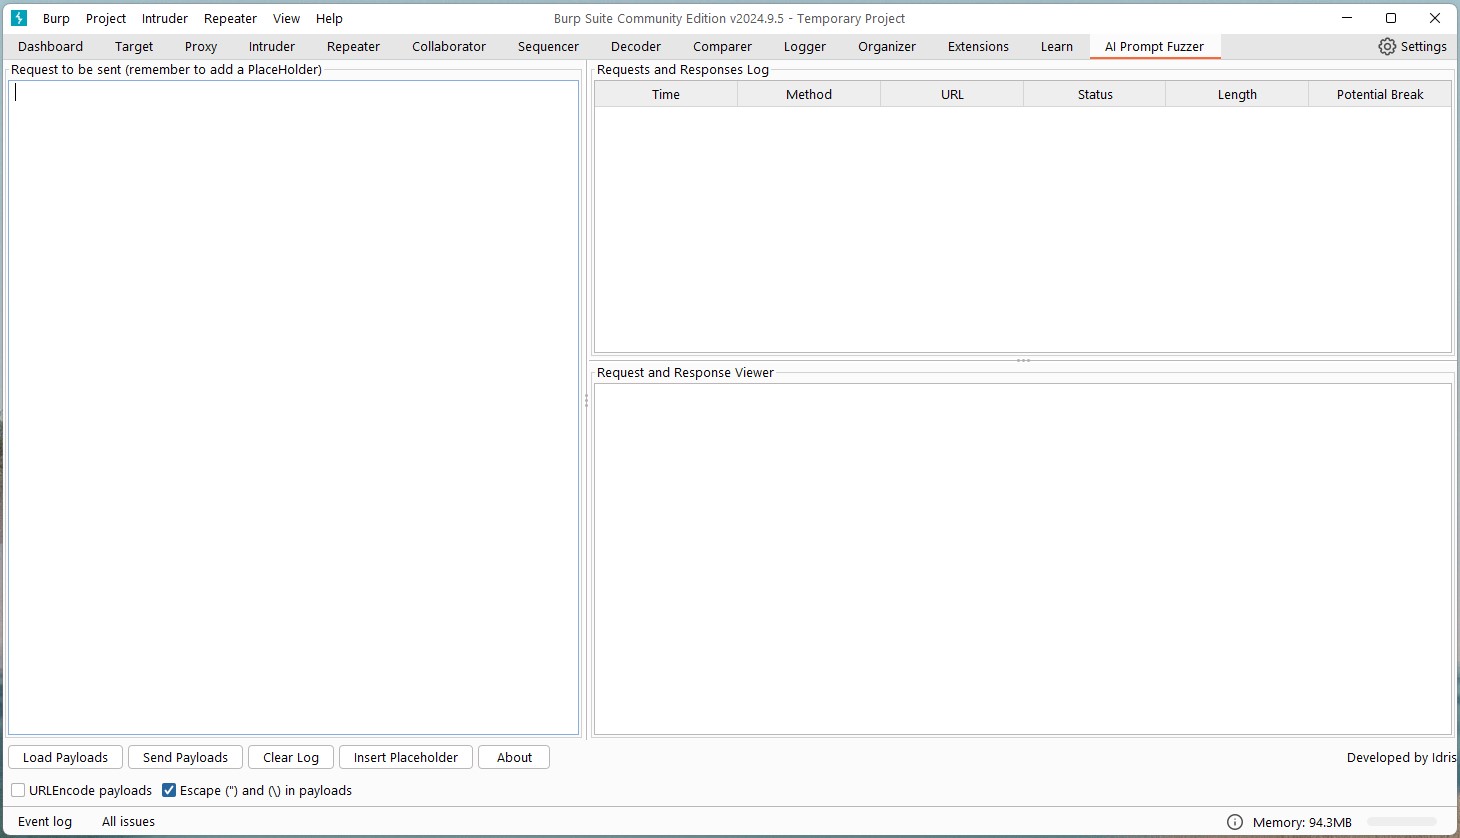 Burp Project Intruder Repeater View Help Burp Suite Community Edition v2024.9.5 - Temporary Project
Dashboard Target Proxy Intruder Repeater Collaborator Sequencer Decoder Comparer Logger Organizer Extensions Learn AI Prompt Fuzzer Settings
Request to be sent (remember to add a PlaceHolder)
Requests and Responses Log
Time Method URL Status Length Potential Break
Request and Response Viewer
Load Payloads Send Payloads Clear Log Insert Placeholder About Developed by Idris
URLEncode payloads Escape (") and (\) in payloads
Event log All issues Memory: 94.3MB